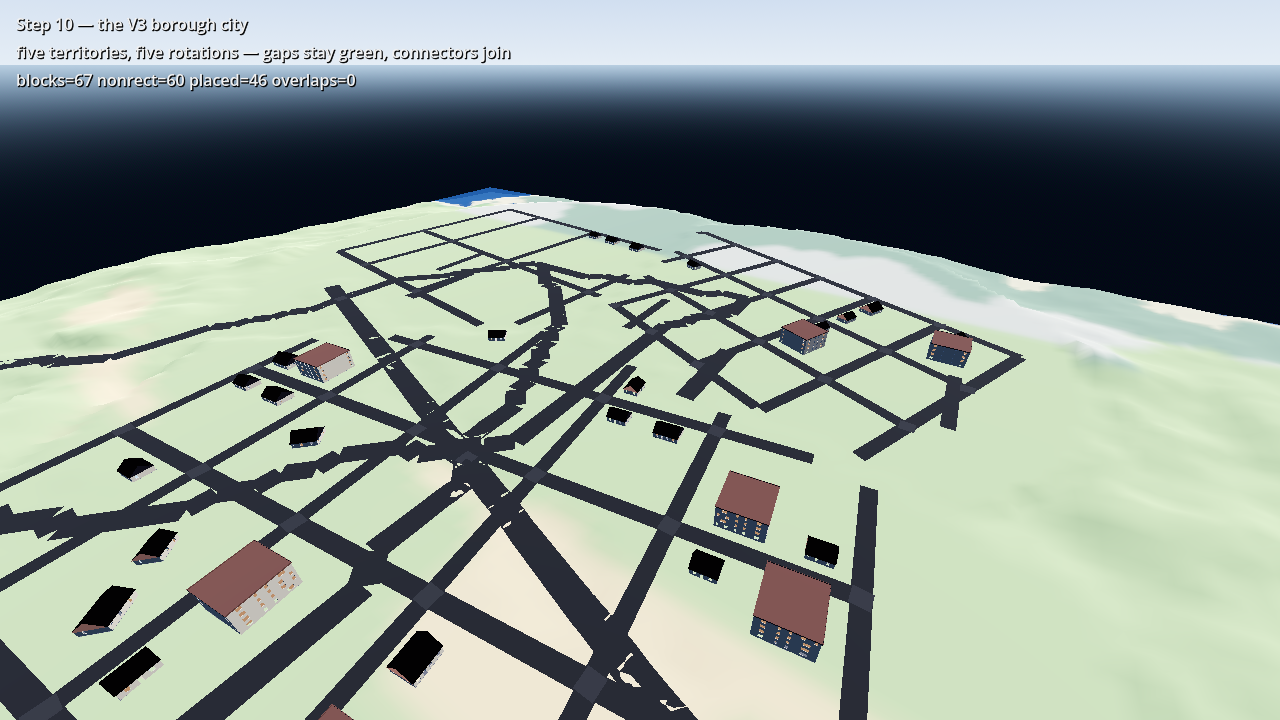 Step 10 — the V3 borough city
five territories, five rotations — gaps stay green, connectors join
blocks=67 nonrect=60 placed=46 overlaps=0